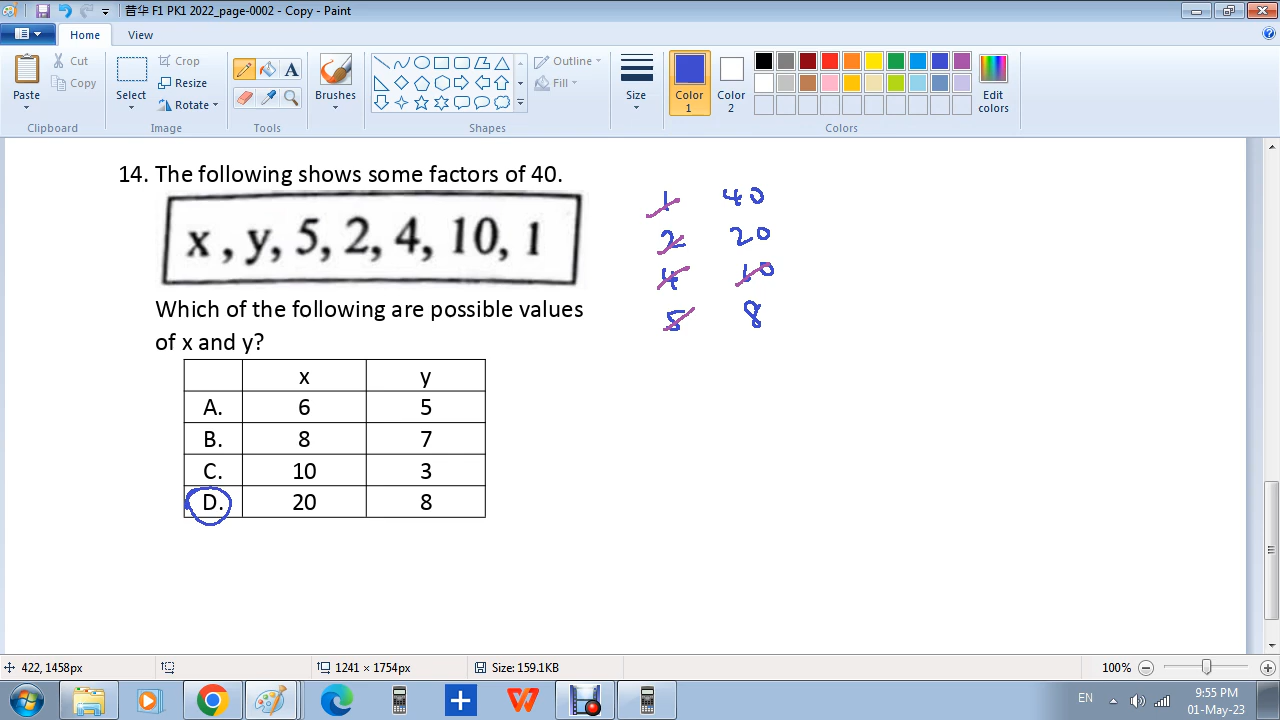 昔华 F1 PK1 2022_page-0002 - Copy - Paint
Home View
Paste
Cut
Copy
Clipboard
Select
Crop
Resize
Rotate
Image
A
Tools
Brushes
Shapes
Outline
Fill
Size
Color 1
Color 2
Edit colors
Colors
14. The following shows some factors of 40.
x , y, 5, 2, 4, 10, 1
Which of the following are possible values
of x and y?
x y
A. 6 5
B. 8 7
C. 10 3
D. 20 8
1 40
2 20
4 10
5 8
422, 1458px 1241 × 1754px Size: 159.1KB 100%
EN 9:55 PM
01-May-23